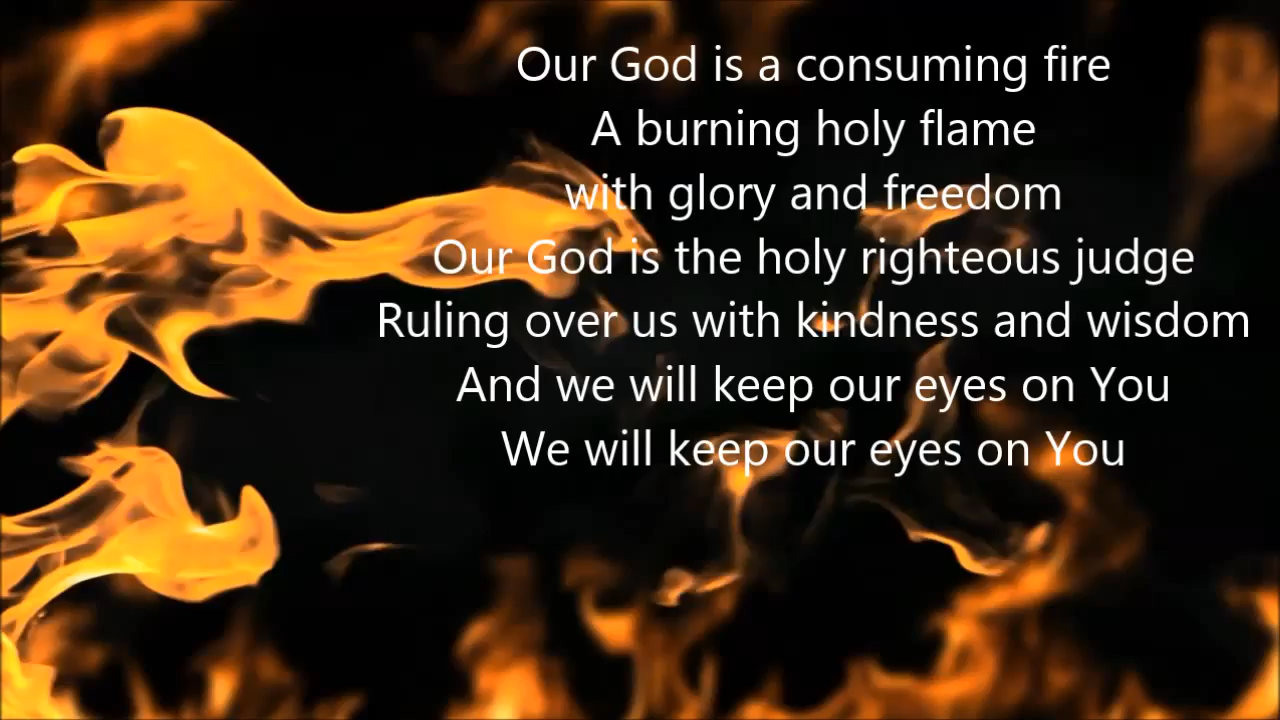 Our God is a consuming fire
A burning holy flame
with glory and freedom
Our God is the holy righteous judge
Ruling over us with kindness and wisdom
And we will keep our eyes on You
We will keep our eyes on You